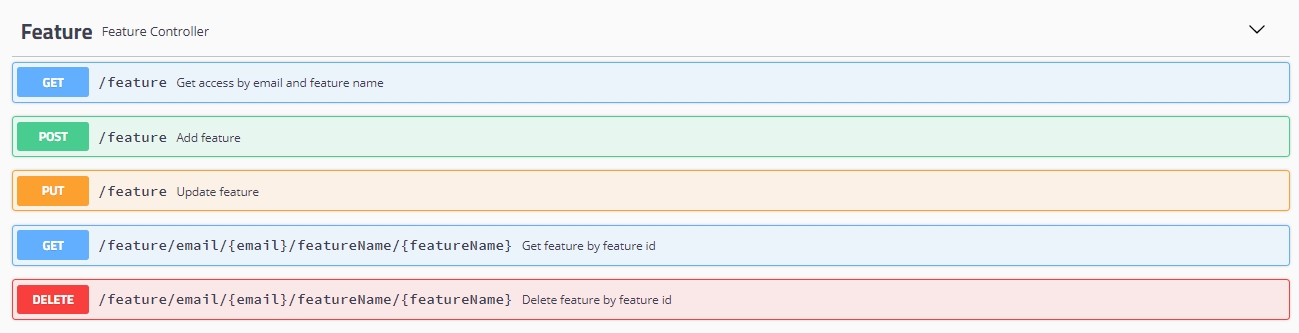 Feature Feature Controller
GET /feature Get access by email and feature name
POST /feature Add feature
PUT /feature Update feature
GET /feature/email/{email}/featureName/{featureName} Get feature by feature id
DELETE /feature/email/{email}/featureName/{featureName} Delete feature by feature id